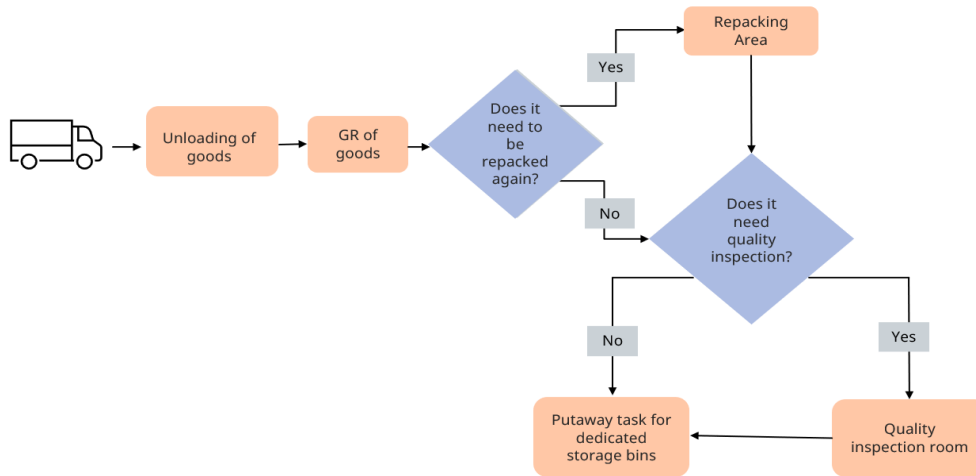 Repacking
Area
Yes
Does it
need to
be
repacked
again?
Unloading of
goods
GR of
goods
No
Does it
need
quality
inspection?
No
Yes
Putaway task for
dedicated
storage bins
Quality
inspection room